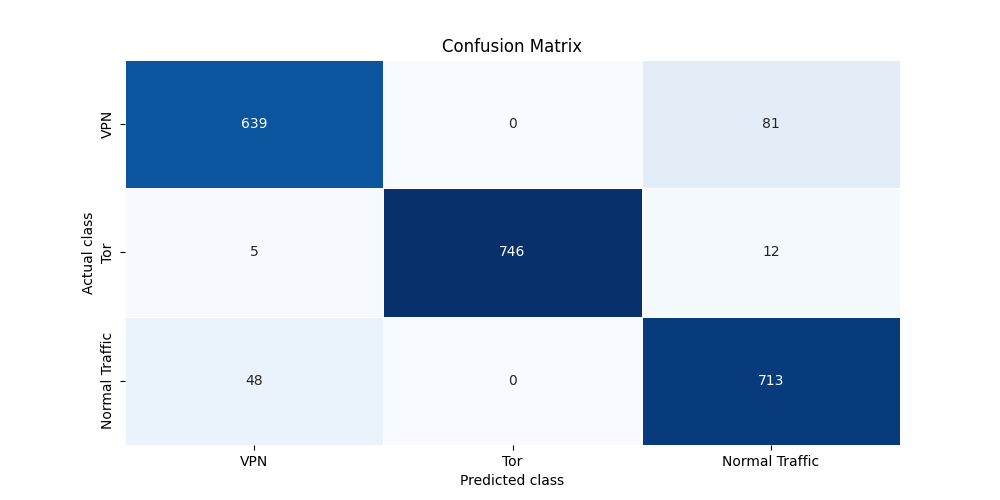 Confusion Matrix
VPN
639
0
81
Actual class
Tor
5
746
12
Normal Traffic
48
0
713
VPN
Tor
Normal Traffic
Predicted class